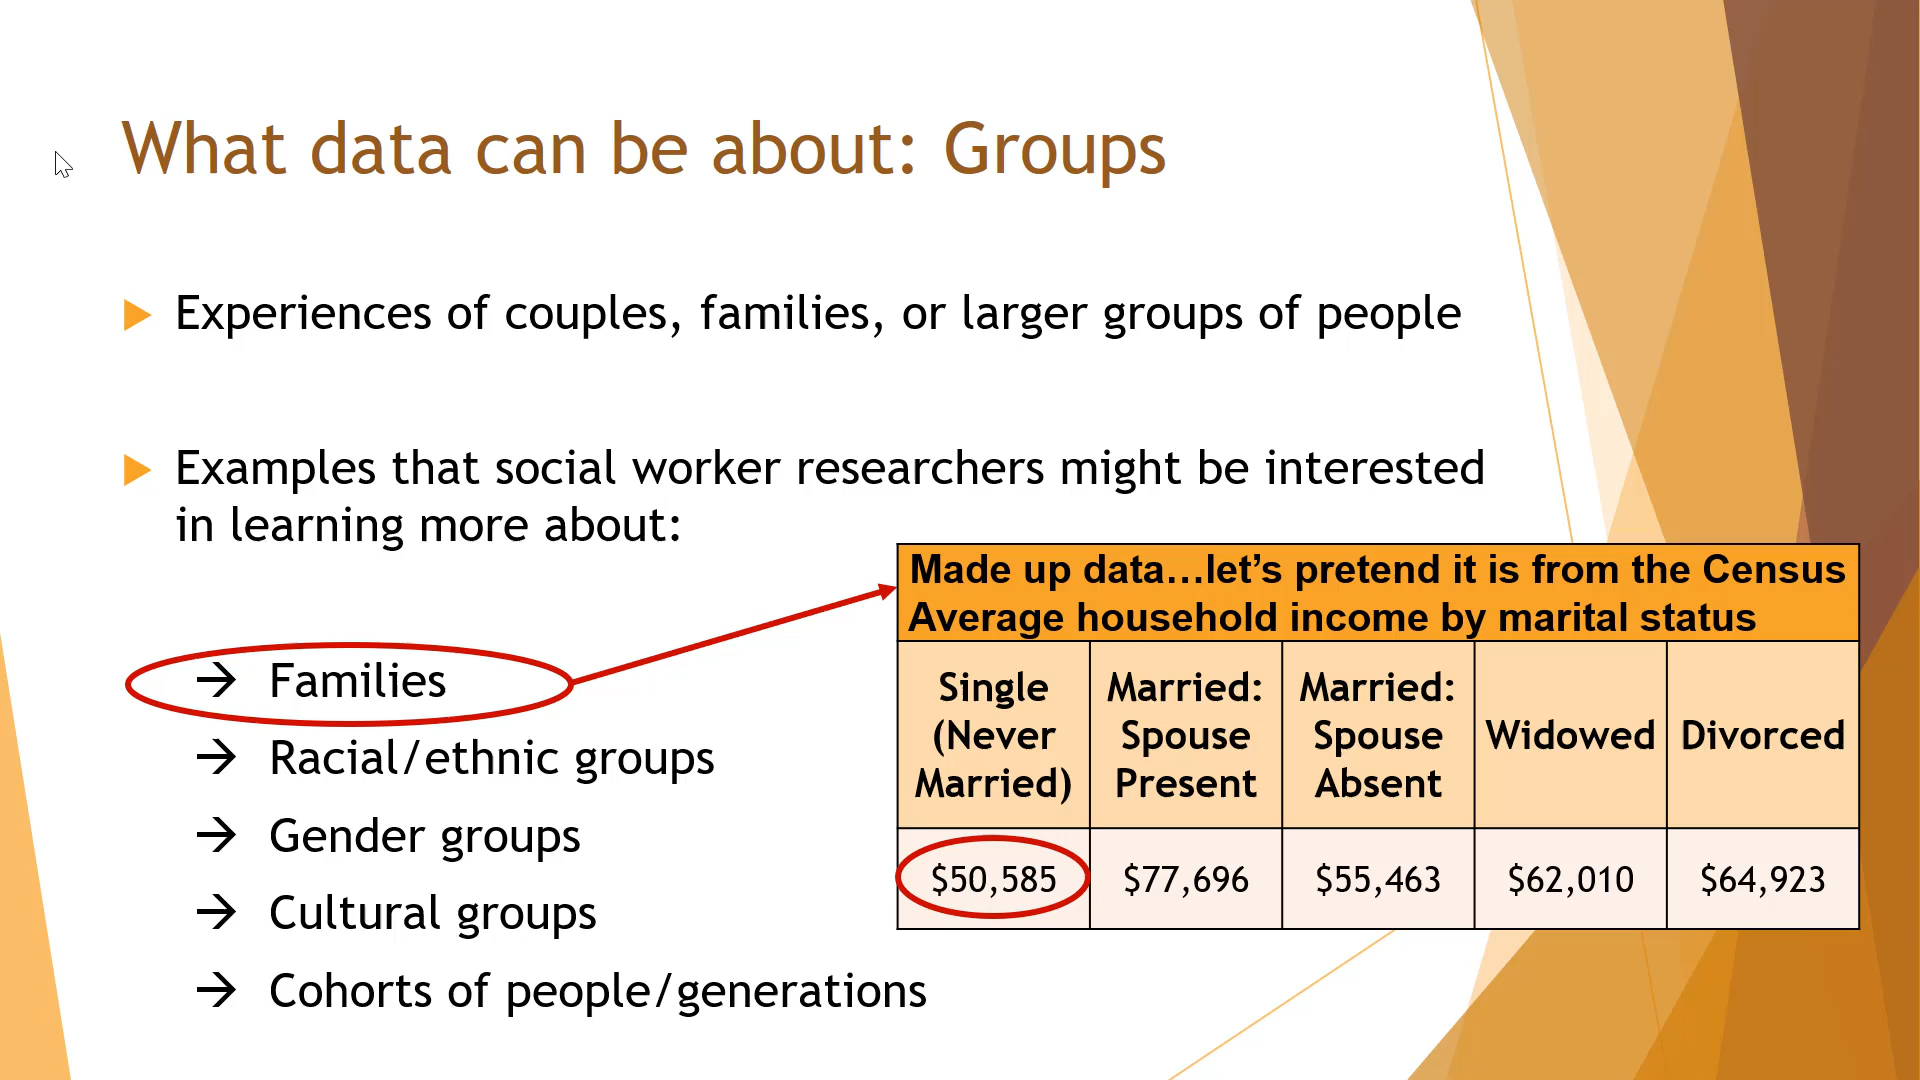 What data can be about: Groups
Experiences of couples, families, or larger groups of people
Examples that social worker researchers might be interested
in learning more about:
→ Families
→ Racial/ethnic groups
→ Gender groups
→ Cultural groups
→ Cohorts of people/generations
Made up data…let’s pretend it is from the Census
Average household income by marital status
Single
(Never
Married)
Married:
Spouse
Present
Married:
Spouse
Absent
Widowed
Divorced
$50,585
$77,696
$55,463
$62,010
$64,923